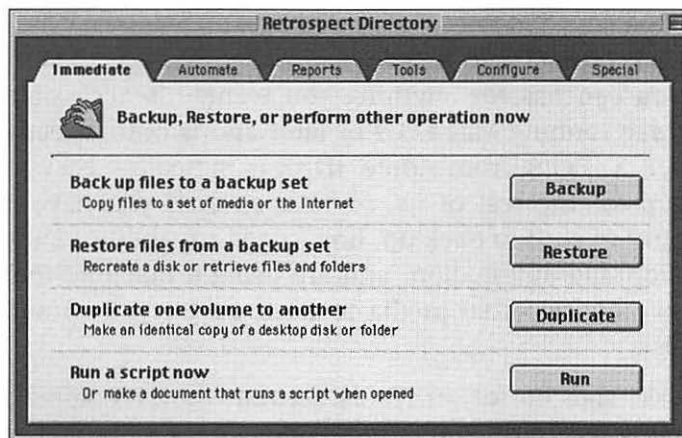 Retrospect Directory
Immediate Automate Reports Tools Configure Special
Backup, Restore, or perform other operation now
Back up files to a backup set
Copy files to a set of media or the Internet
Backup
Restore files from a backup set
Recreate a disk or retrieve files and folders
Restore
Duplicate one volume to another
Make an identical copy of a desktop disk or folder
Duplicate
Run a script now
Or make a document that runs a script when opened
Run